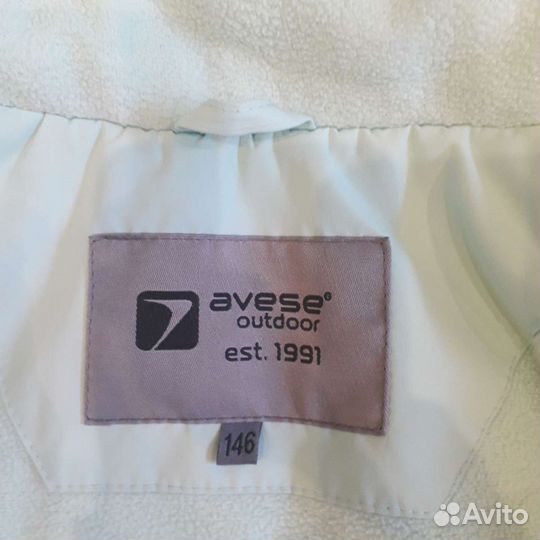 avese®
outdoor
est. 1991
146
Avito